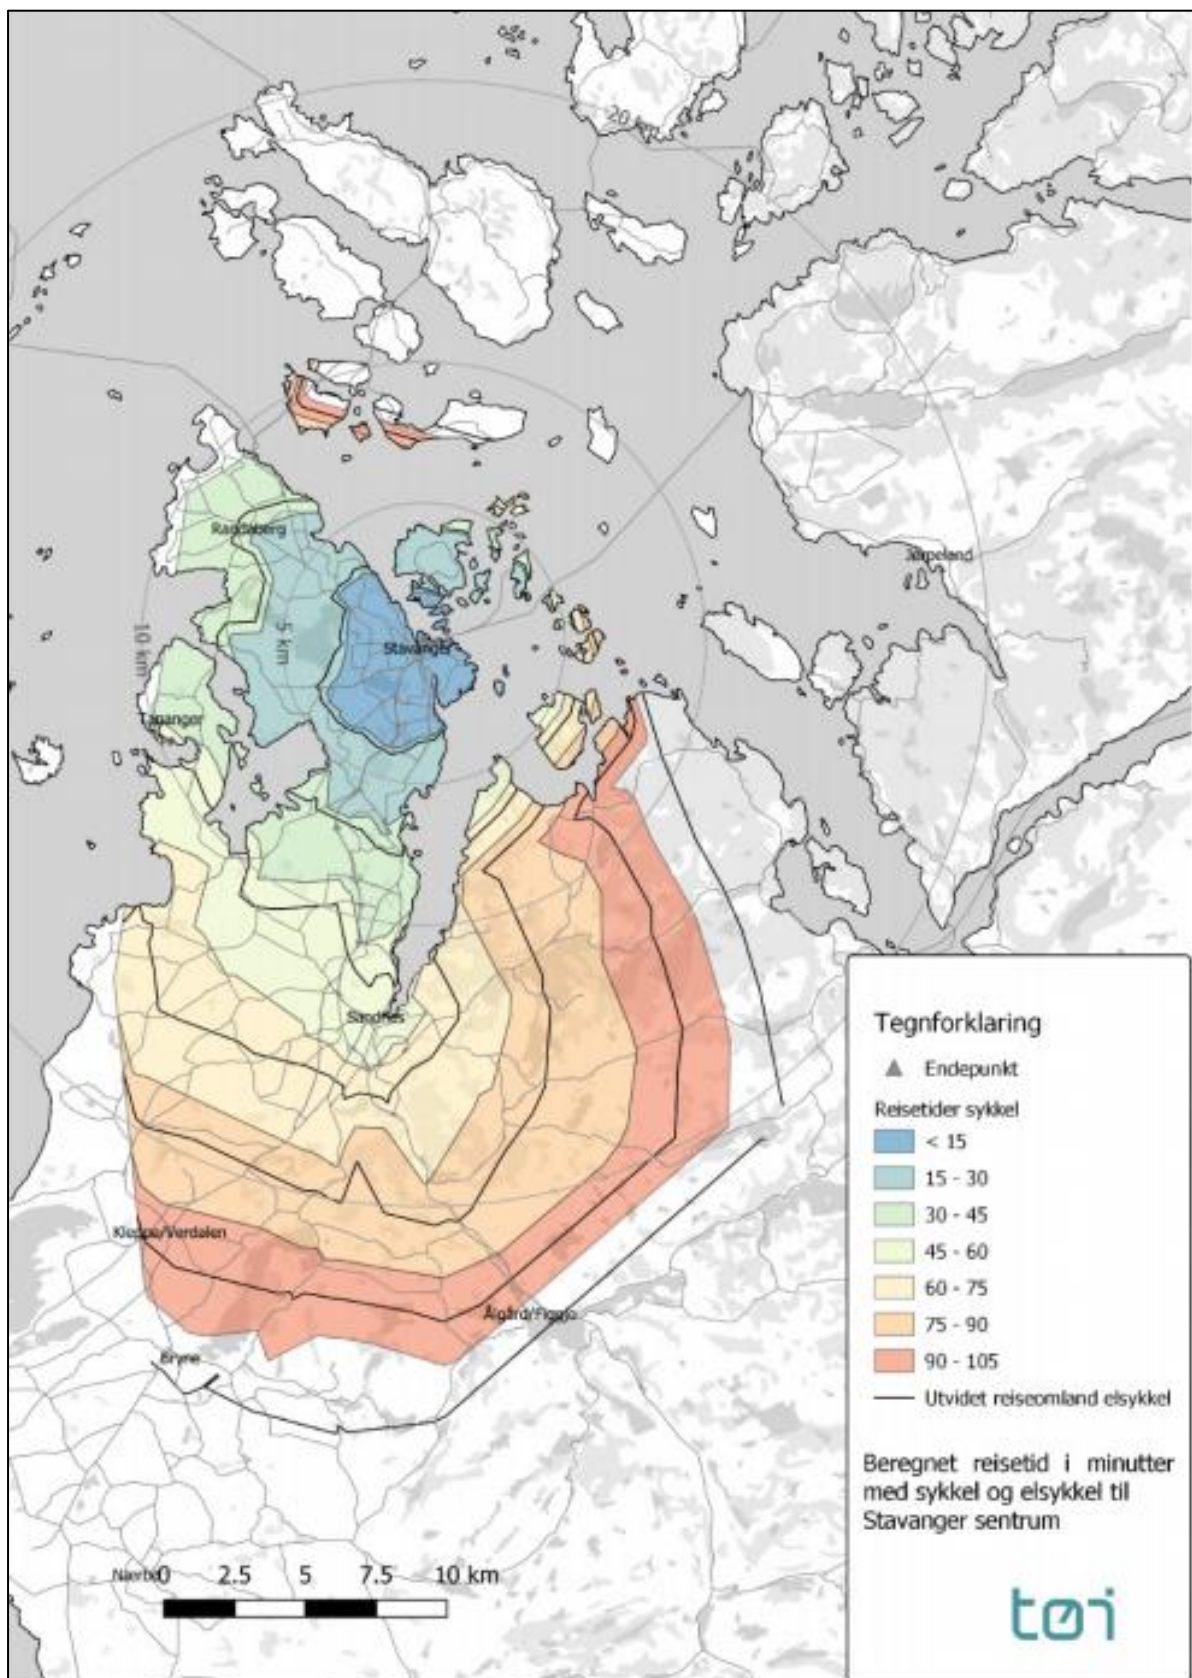 20
Randaberg
Jørpeland
10 km
5 km
Stavanger
Tananger
Sandnes
Tegnforklaring
Endepunkt
Reisetider sykkel
< 15
15 - 30
30 - 45
45 - 60
60 - 75
75 - 90
90 - 105
Utvidet reiseomland elsykkel
Kleppe/Verdalen
Ålgård/Figgjo
Bryne
Beregnet reisetid i minutter
med sykkel og elsykkel til
Stavanger sentrum
Nærbø
0 2.5 5 7.5 10 km
tøi